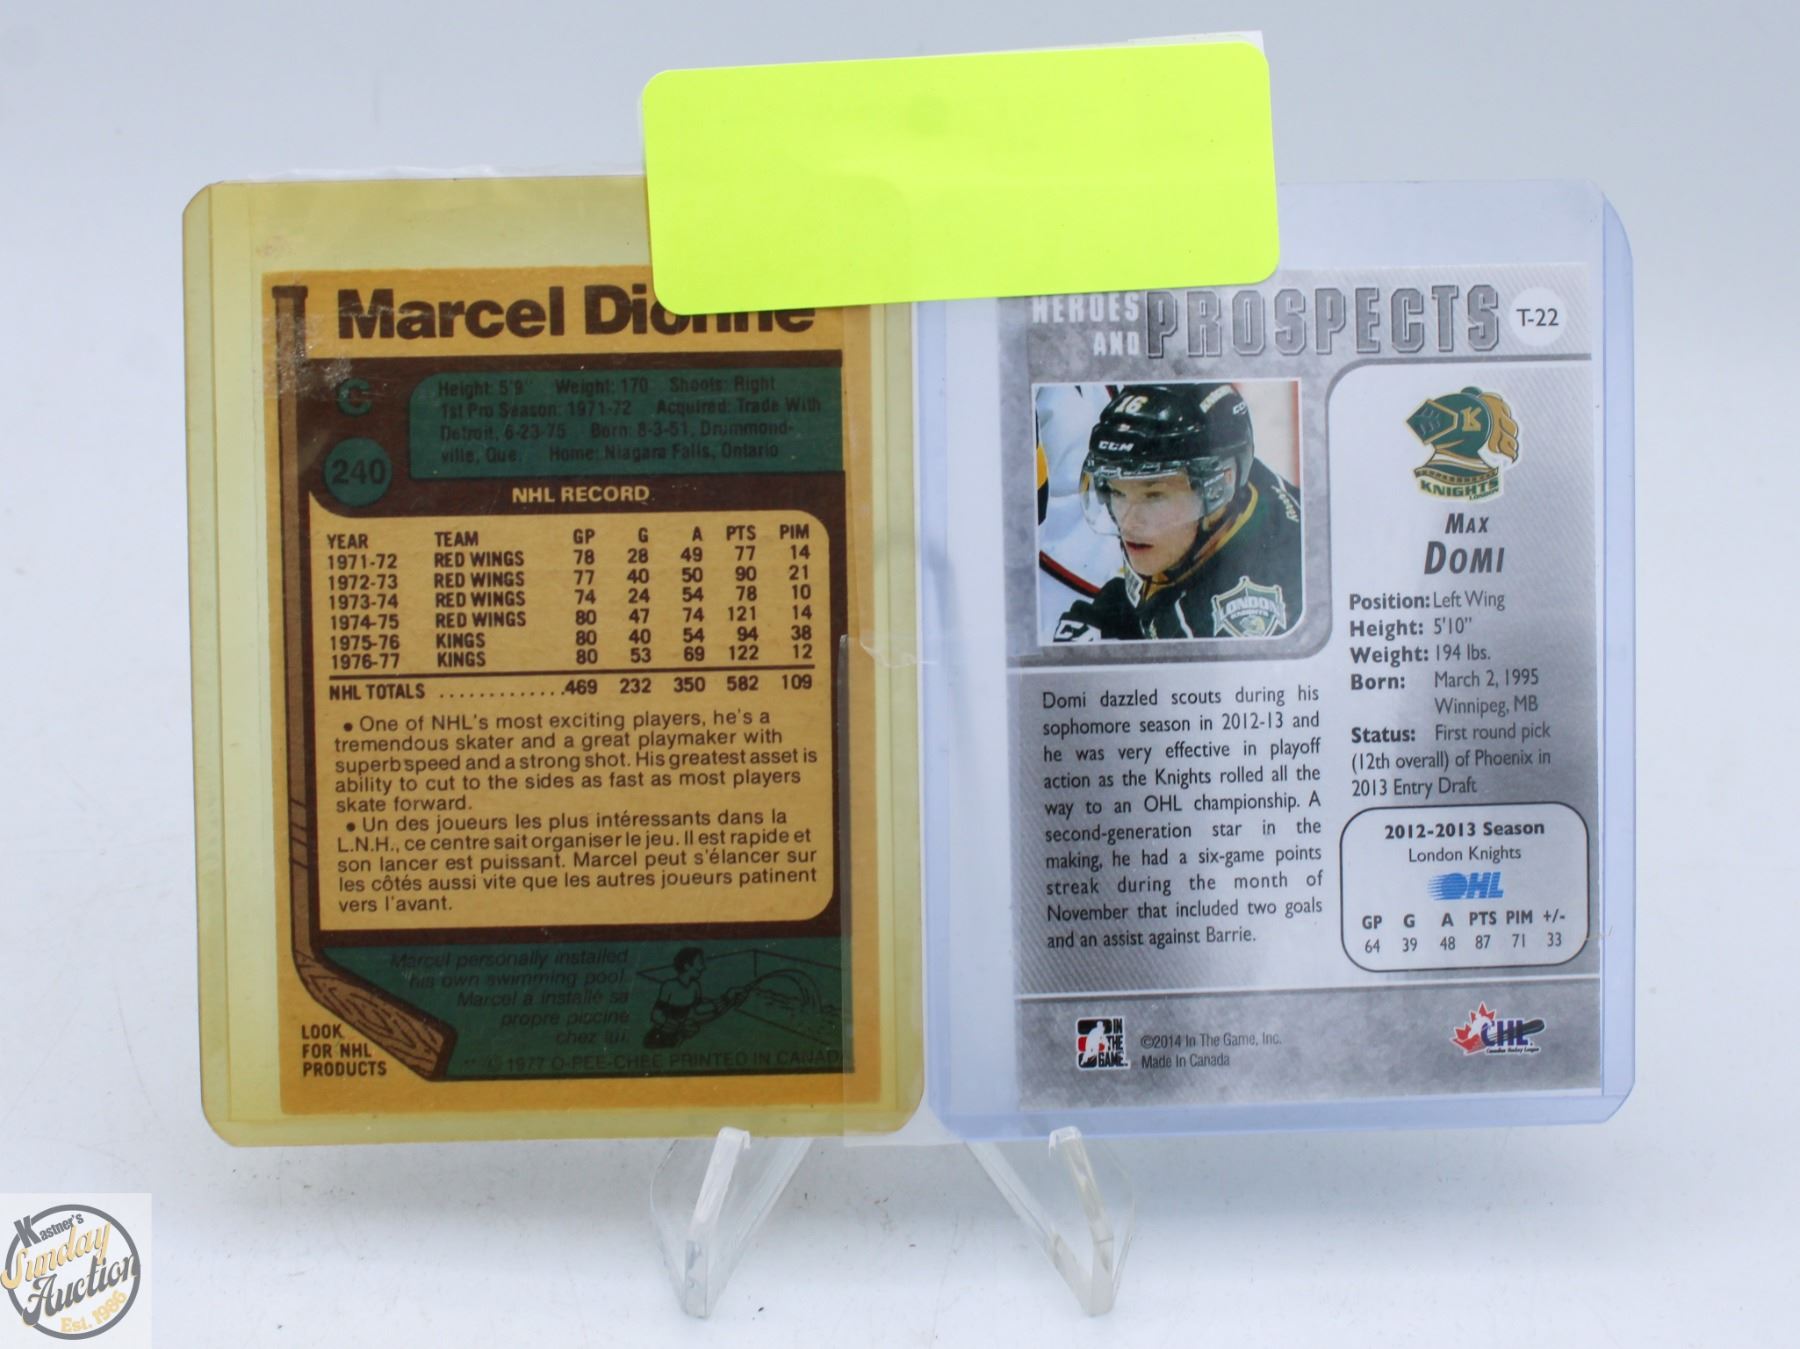 Marcel Dionne
C
240
Height: 5'9" Weight: 170 Shoots: Right
1st Pro Season: 1971-72 Acquired: Trade With
Detroit, 6-23-75 Born: 8-3-51, Drummond-
ville, Que. Home: Niagara Falls, Ontario
NHL RECORD
YEAR TEAM GP G A PTS PIM
1971-72 RED WINGS 78 28 49 77 14
1972-73 RED WINGS 77 40 50 90 21
1973-74 RED WINGS 74 24 54 78 10
1974-75 RED WINGS 80 47 74 121 14
1975-76 KINGS 80 40 54 94 38
1976-77 KINGS 80 53 69 122 12
NHL TOTALS .............469 232 350 582 109
• One of NHL's most exciting players, he's a
tremendous skater and a great playmaker with
superb speed and a strong shot. His greatest asset is
ability to cut to the sides as fast as most players
skate forward.
• Un des joueurs les plus intéressants dans la
L.N.H., ce centre sait organiser le jeu. Il est rapide et
son lancer est puissant. Marcel peut s'élancer sur
les côtés aussi vite que les autres joueurs patinent
vers l'avant.
Marcel personally installed
his own swimming pool.
Marcel a installé sa
propre piscine
chez lui.
LOOK
FOR NHL
PRODUCTS
** © 1977 O-PEE-CHEE PRINTED IN CANADA
HEROES
AND
PROSPECTS
T-22
16
CCM
LONDON
KNIGHTS
K
KNIGHTS
LONDON
MAX
DOMI
Position: Left Wing
Height: 5'10"
Weight: 194 lbs.
Born: March 2, 1995
Winnipeg, MB
Status: First round pick
(12th overall) of Phoenix in
2013 Entry Draft
Domi dazzled scouts during his
sophomore season in 2012-13 and
he was very effective in playoff
action as the Knights rolled all the
way to an OHL championship. A
second-generation star in the
making, he had a six-game points
streak during the month of
November that included two goals
and an assist against Barrie.
2012-2013 Season
London Knights
OHL
GP G A PTS PIM +/-
64 39 48 87 71 33
IN
THE
GAME
©2014 In The Game, Inc.
Made In Canada
CHL
Canadian Hockey League
Kastner's
Sunday
Auction
Est. 1986